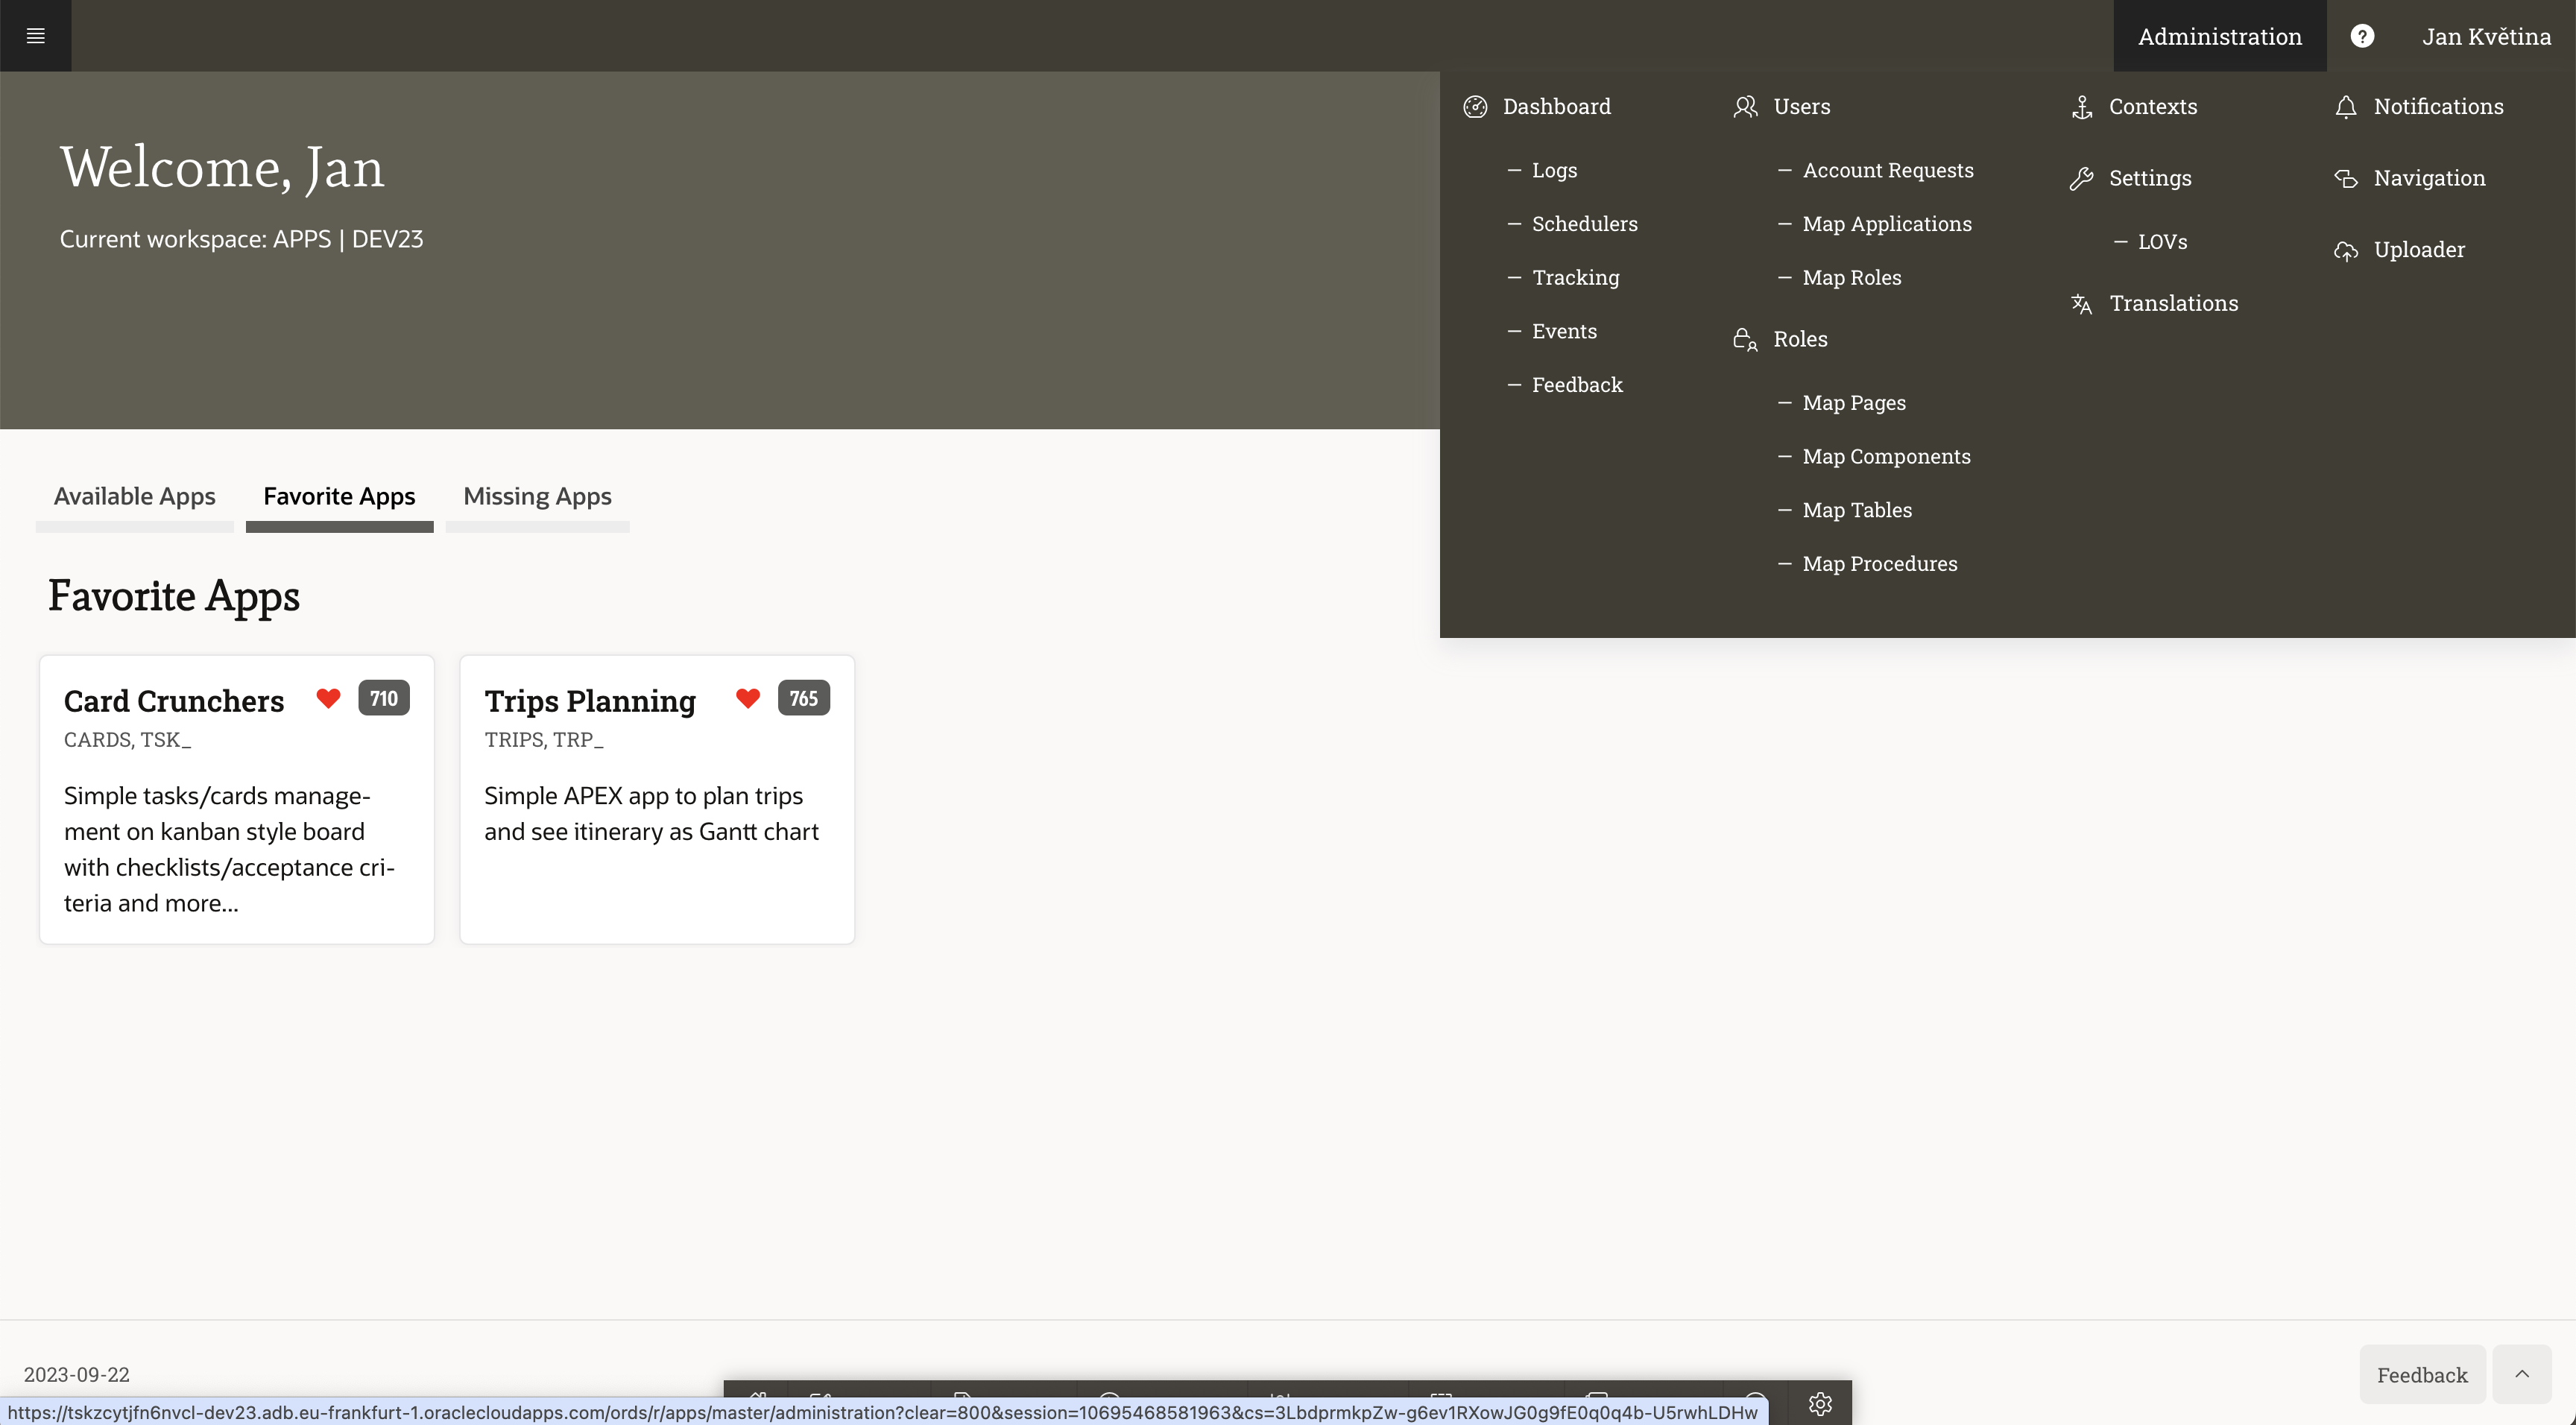 Administration
?
Jan Květina
Welcome, Jan
Current workspace: APPS | DEV23
Dashboard
– Logs
– Schedulers
– Tracking
– Events
– Feedback
Users
– Account Requests
– Map Applications
– Map Roles
Roles
– Map Pages
– Map Components
– Map Tables
– Map Procedures
Contexts
Settings
– LOVs
Translations
Notifications
Navigation
Uploader
Available Apps
Favorite Apps
Missing Apps
Favorite Apps
Card Crunchers
710
CARDS, TSK_
Simple tasks/cards manage-
ment on kanban style board
with checklists/acceptance cri-
teria and more...
Trips Planning
765
TRIPS, TRP_
Simple APEX app to plan trips
and see itinerary as Gantt chart
2023-09-22
Feedback
https://tskzcytjfn6nvcl-dev23.adb.eu-frankfurt-1.oraclecloudapps.com/ords/r/apps/master/administration?clear=800&session=10695468581963&cs=3LbdprmkpZw-g6ev1RXowJG0g9fE0q0q4b-U5rwhLDHw